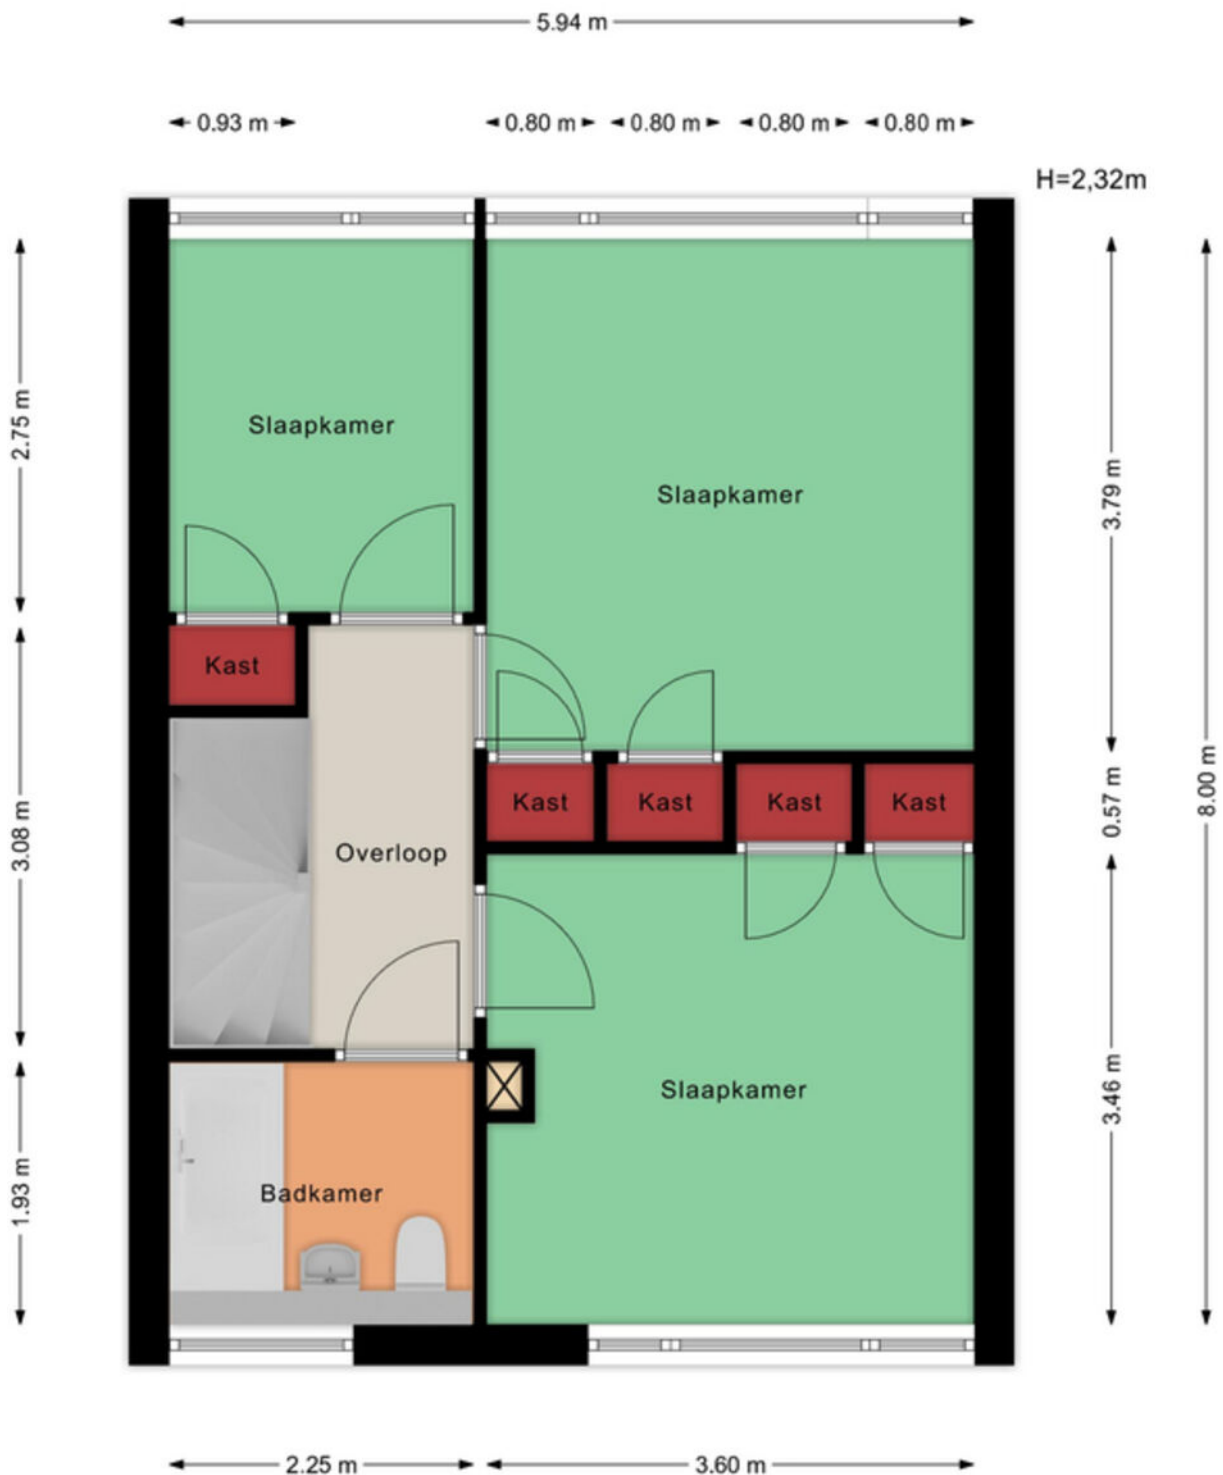 5.94 m
0.93 m
0.80 m
0.80 m
0.80 m
0.80 m
H=2,32m
2.75 m
Slaapkamer
Slaapkamer
3.79 m
Kast
Kast
Kast
Kast
Kast
0.57 m
8.00 m
3.08 m
Overloop
Slaapkamer
3.46 m
1.93 m
Badkamer
2.25 m
3.60 m